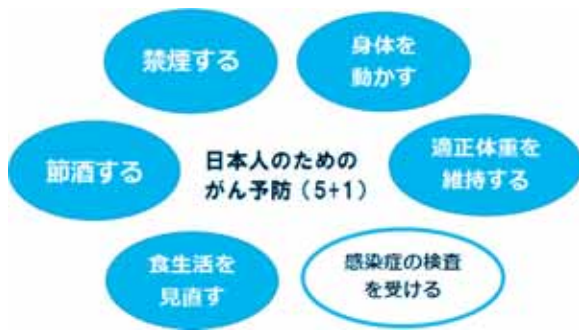 禁煙する
身体を
動かす
節酒する
日本人のための
がん予防（5+1）
適正体重を
維持する
食生活を
見直す
感染症の検査
を受ける